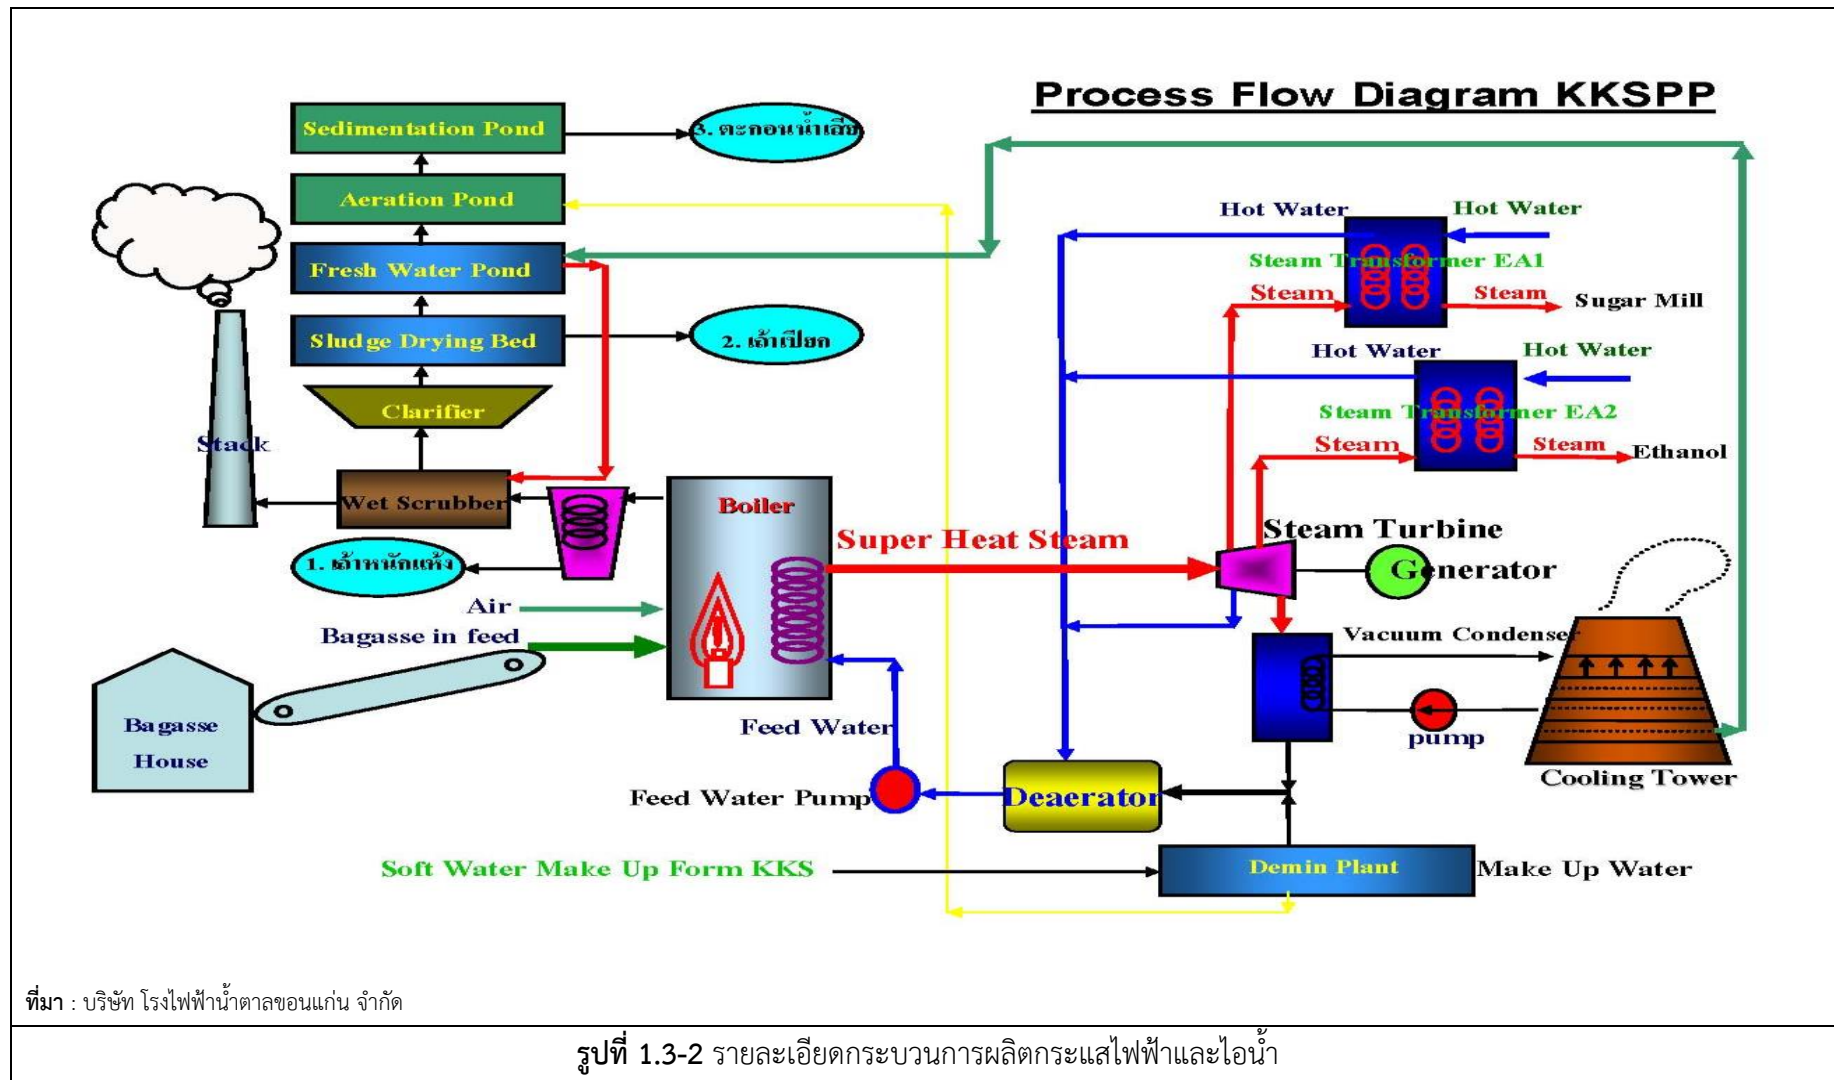 Process Flow Diagram KKSPP
Sedimentation Pond
3. ตะกอนน้ำเสีย
Aeration Pond
Fresh Water Pond
Sludge Drying Bed
2. เถ้าเปียก
Clarifier
Stack
Wet Scrubber
1. เถ้าหนักแห้ง
Air
Bagasse in feed
Bagasse
House
Boiler
Super Heat Steam
Feed Water
Feed Water Pump
Deaerator
Hot Water
Hot Water
Steam Transformer EA1
Steam
Steam
Sugar Mill
Hot Water
Hot Water
Steam Transformer EA2
Steam
Steam
Ethanol
Steam Turbine
Generator
Vacuum Condenser
pump
Cooling Tower
Soft Water Make Up Form KKS
Demin Plant
Make Up Water
ที่มา : บริษัท โรงไฟฟ้าน้ำตาลขอนแก่น จำกัด
รูปที่ 1.3-2 รายละเอียดกระบวนการผลิตกระแสไฟฟ้าและไอน้ำ